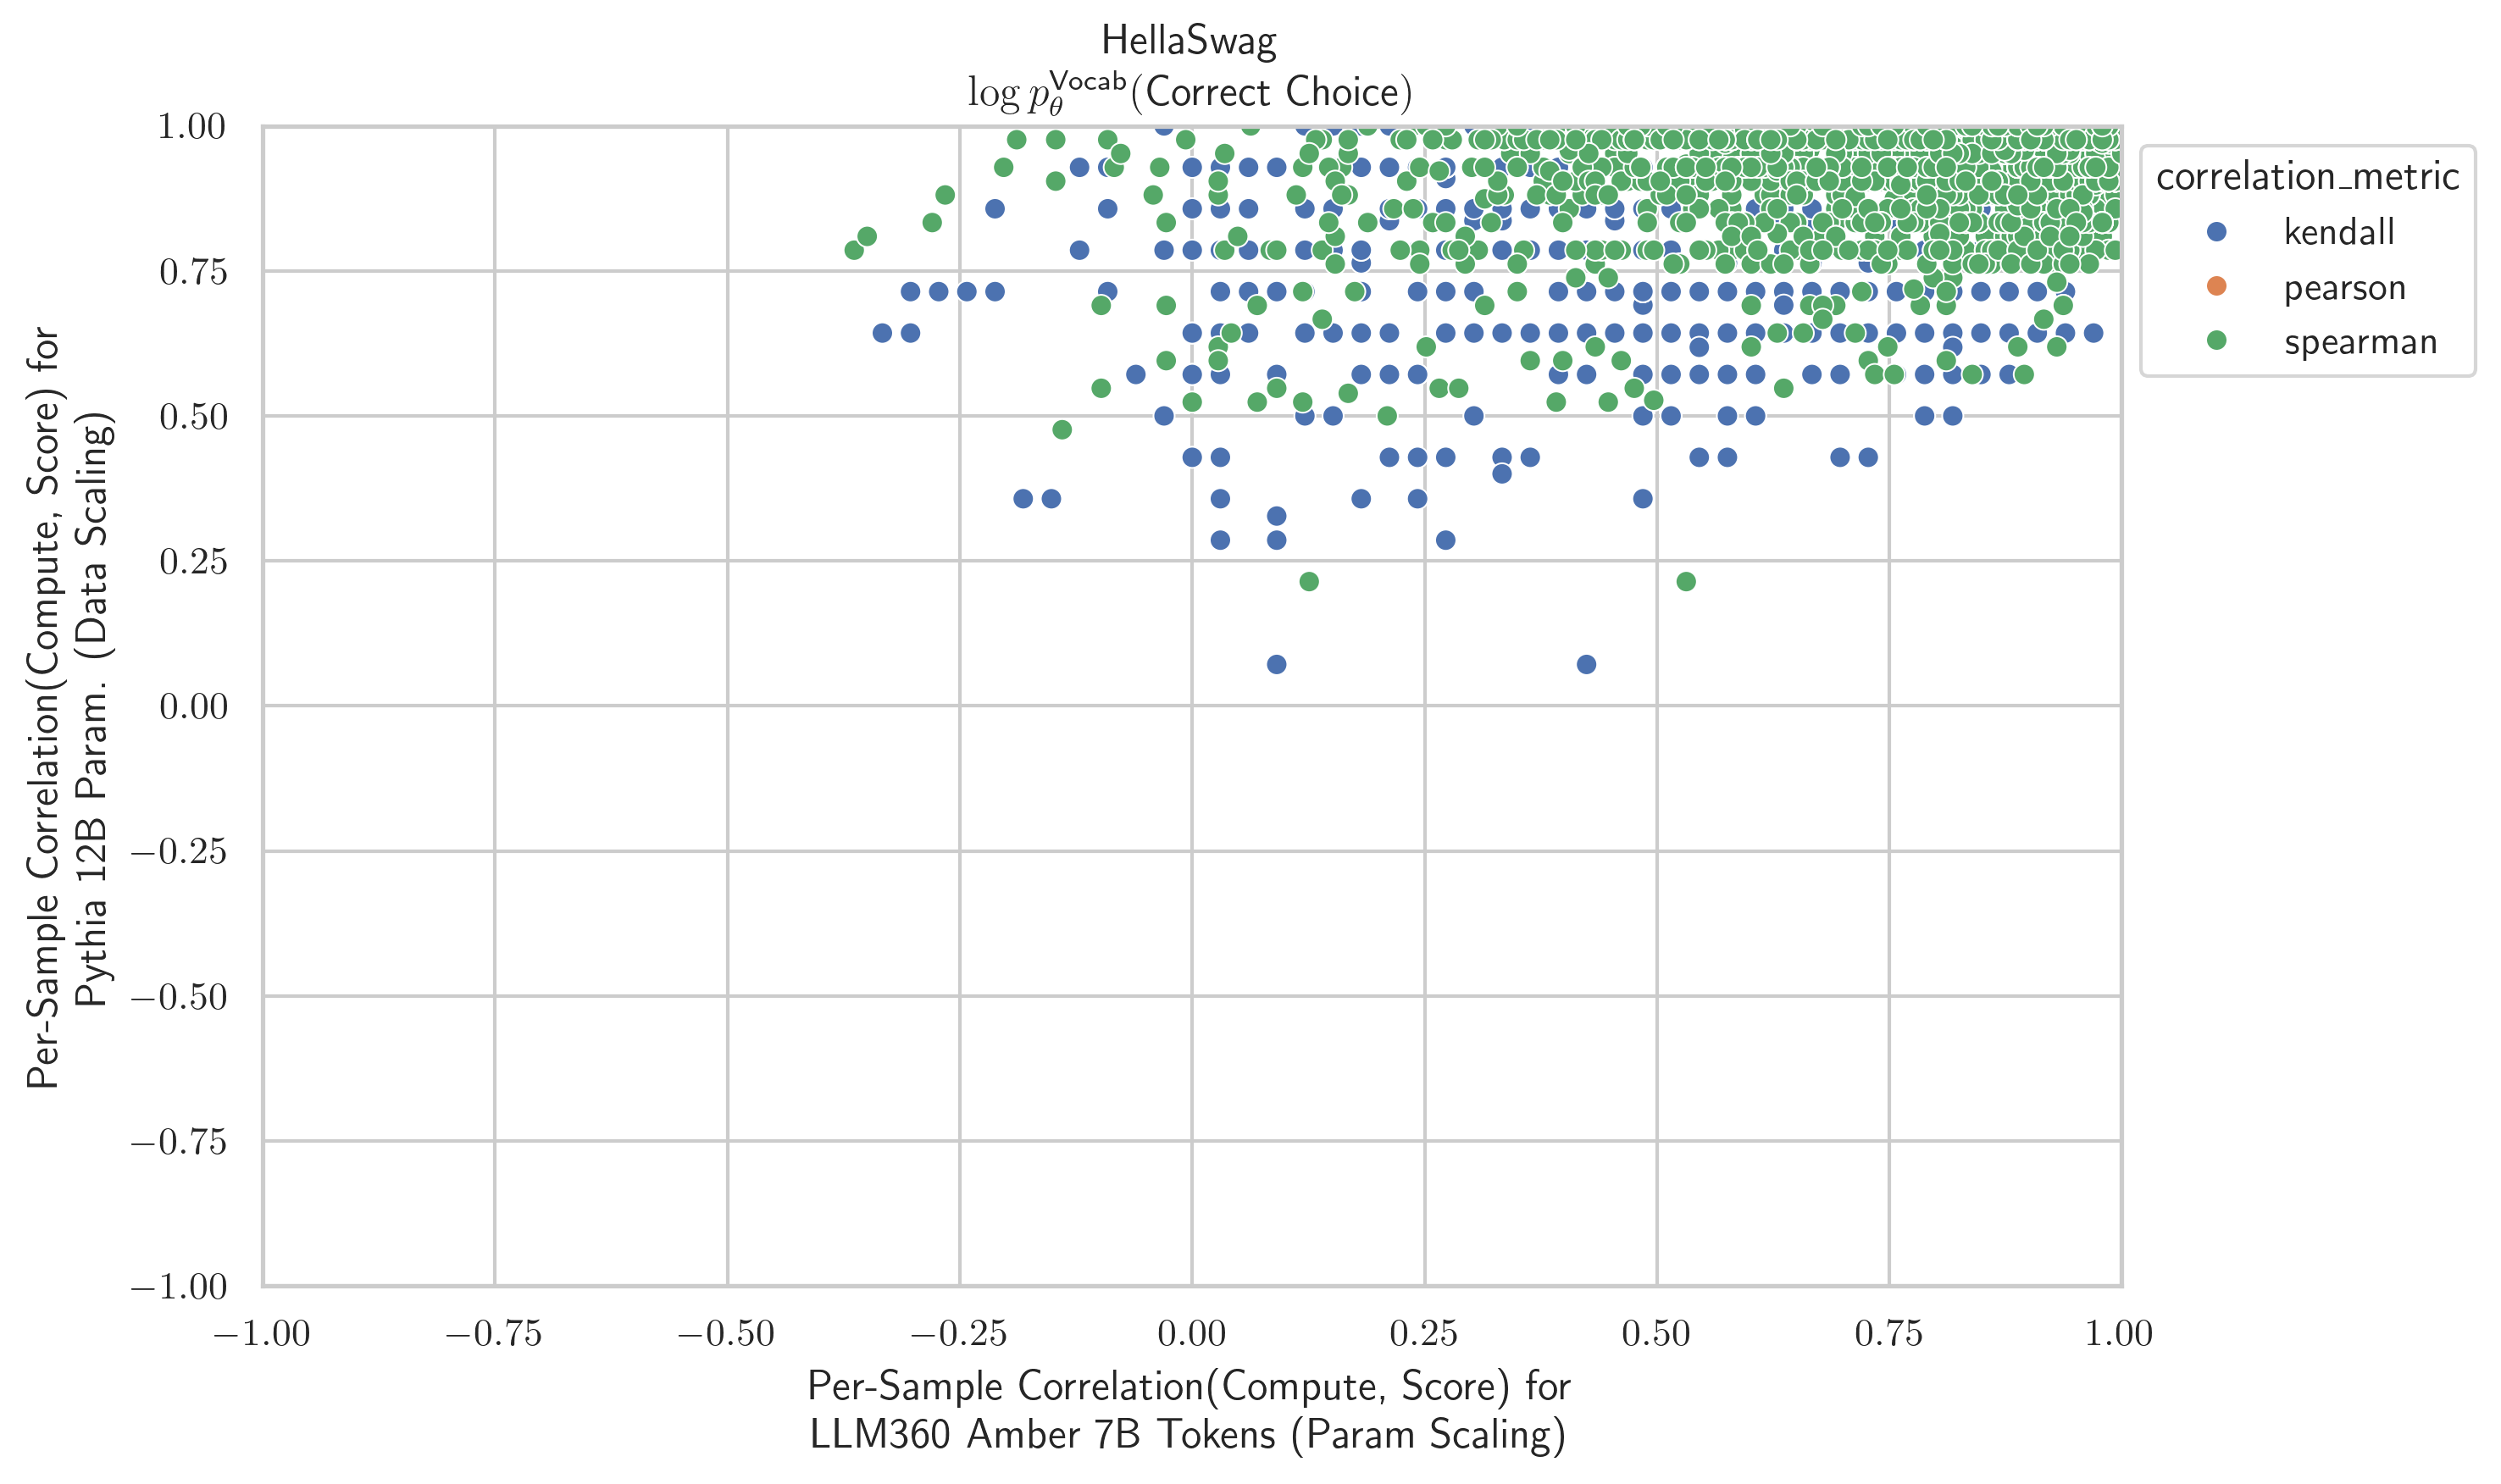 HellaSwag
log p_θ^Vocab(Correct Choice)
1.00
0.75
0.50
0.25
0.00
−0.25
−0.50
−0.75
−1.00
Per-Sample Correlation(Compute, Score) for
Pythia 12B Param. (Data Scaling)
−1.00 −0.75 −0.50 −0.25 0.00 0.25 0.50 0.75 1.00
Per-Sample Correlation(Compute, Score) for
LLM360 Amber 7B Tokens (Param Scaling)
correlation_metric
kendall
pearson
spearman